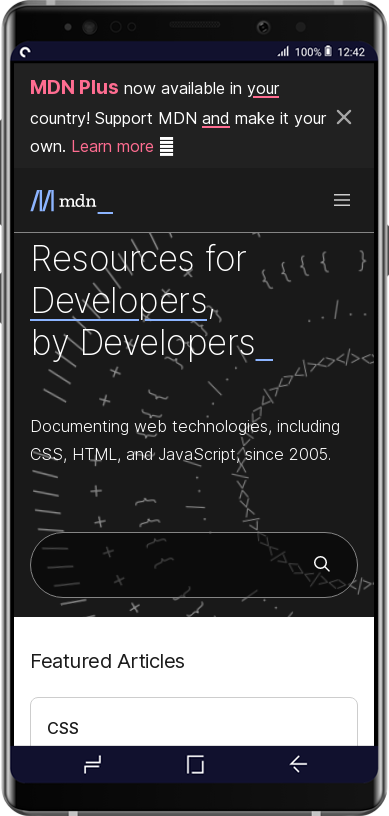 100% 12:42
MDN Plus now available in your
country! Support MDN and make it your
own. Learn more
mdn_
Resources for
Developers,
by Developers_
Documenting web technologies, including
CSS, HTML, and JavaScript, since 2005.
Featured Articles
CSS